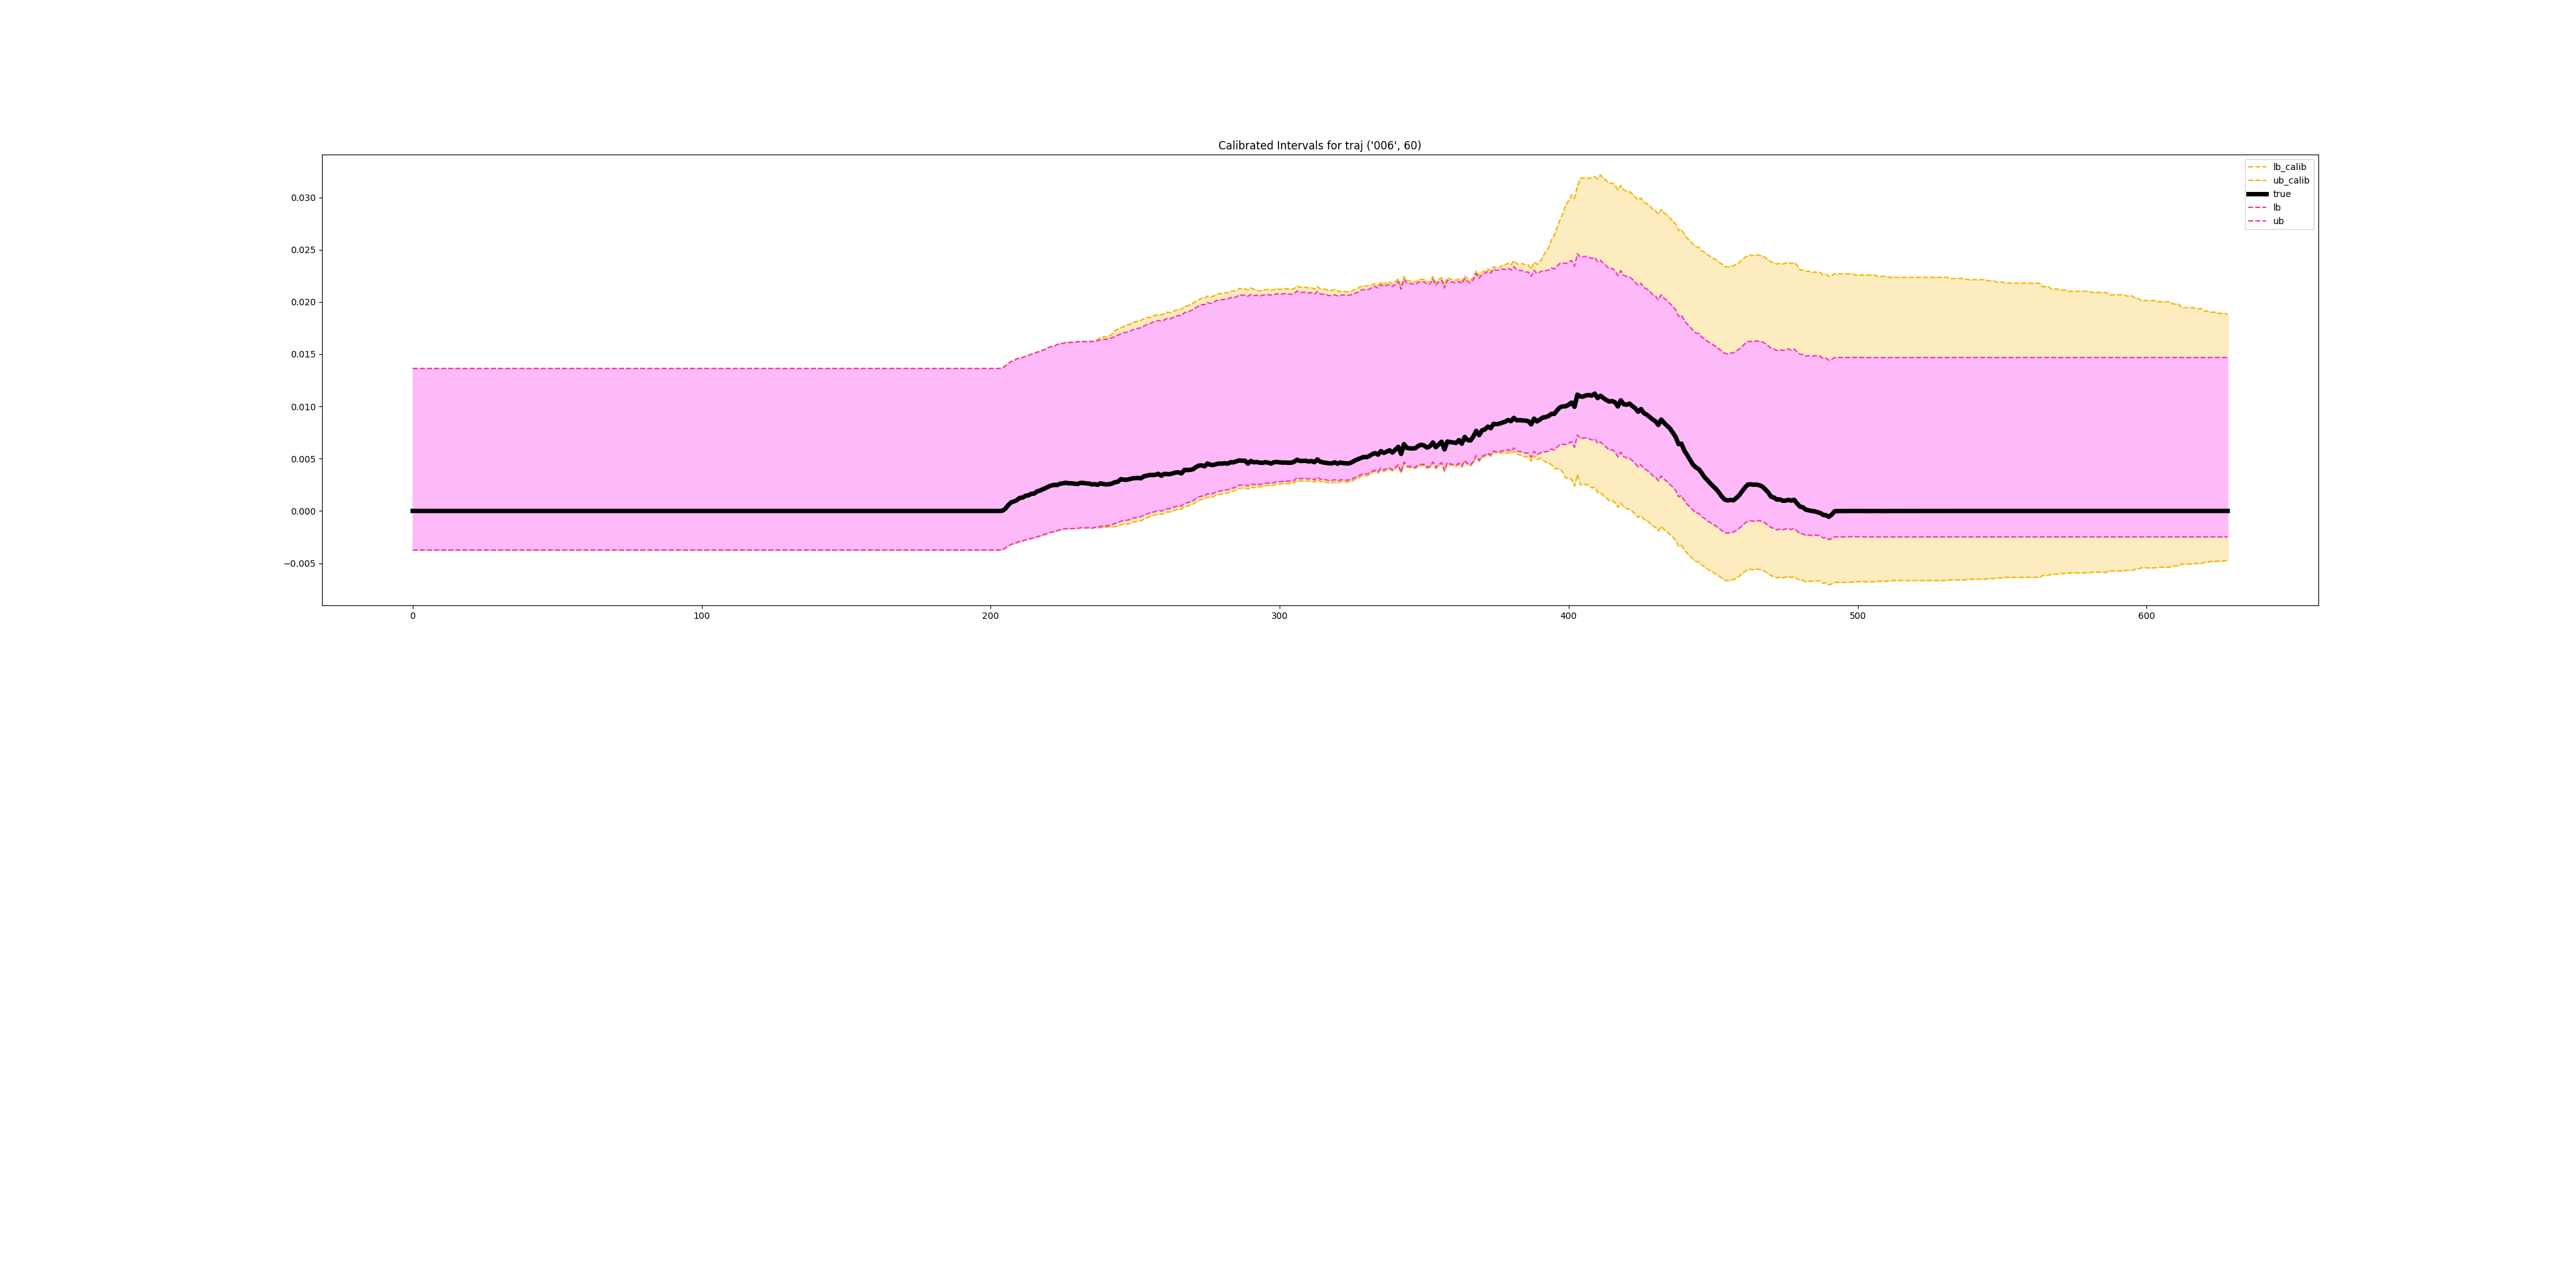 Calibrated Intervals for traj ('006', 60)
lb_calib
ub_calib
true
lb
ub
0.030
0.025
0.020
0.015
0.010
0.005
0.000
−0.005
0 100 200 300 400 500 600